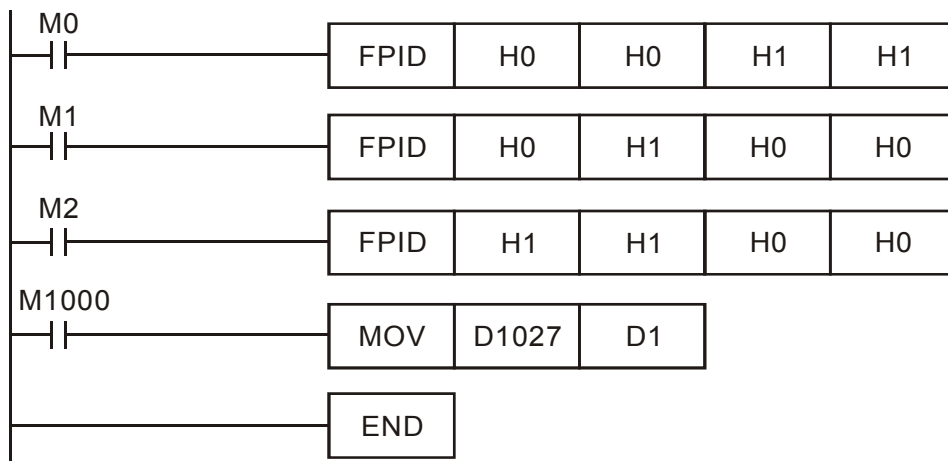 M0
FPID H0 H0 H1 H1
M1
FPID H0 H1 H0 H0
M2
FPID H1 H1 H0 H0
M1000
MOV D1027 D1
END